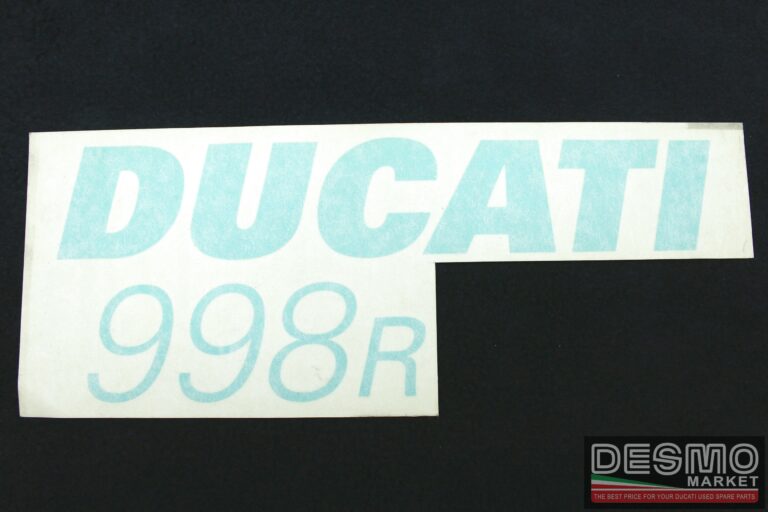 DUCATI
998R
DESMO
MARKET
THE BEST PRICE FOR YOUR DUCATI USED SPARE PARTS